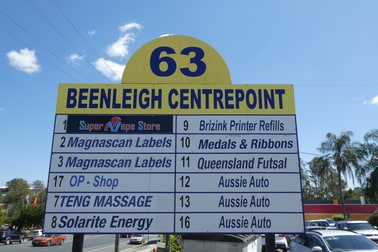 63
BEENLEIGH CENTREPOINT
1 Super Vape Store
2 Magnascan Labels
3 Magnascan Labels
17 OP - Shop
7 TENG MASSAGE
8 Solarite Energy
9 Brizink Printer Refills
10 Medals & Ribbons
11 Queensland Futsal
12 Aussie Auto
13 Aussie Auto
16 Aussie Auto